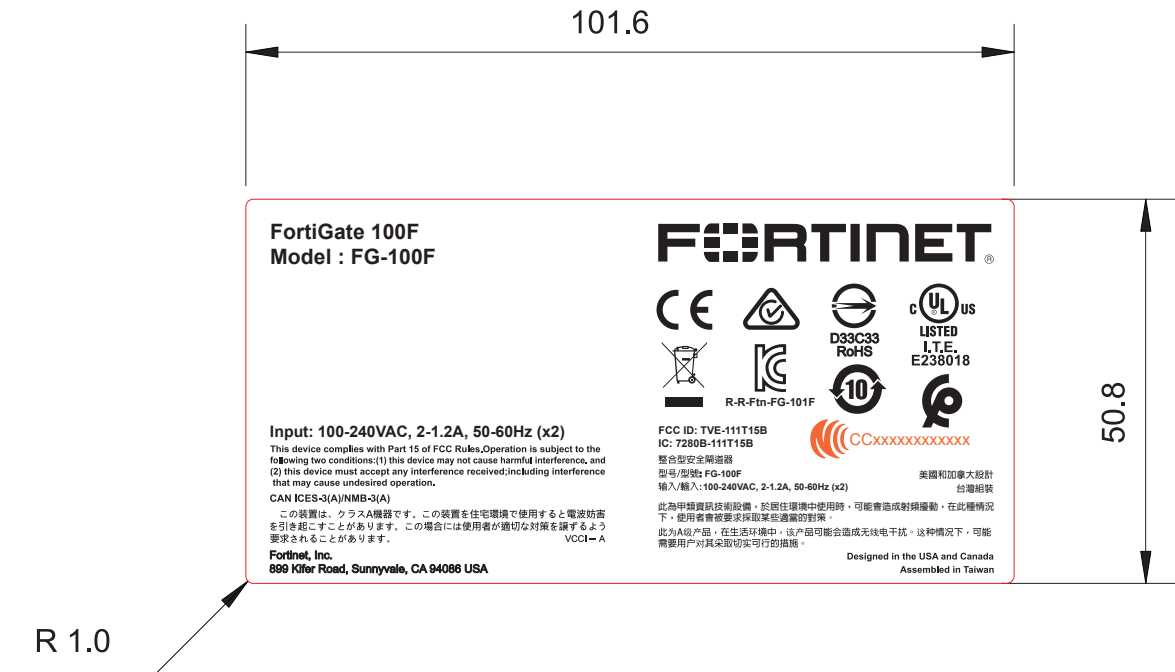 101.6
FortiGate 100F
Model : FG-100F
FORTINET®
CE
C UL US
LISTED
I.T.E.
E238018
D33C33
RoHS
10
R-R-Ftn-FG-101F
Input: 100-240VAC, 2-1.2A, 50-60Hz (x2)
This device complies with Part 15 of FCC Rules.Operation is subject to the
following two conditions:(1) this device may not cause harmful interference, and
(2) this device must accept any interference received;including interference
that may cause undesired operation.
CAN ICES-3(A)/NMB-3(A)
この装置は、クラスA機器です。この装置を住宅環境で使用すると電波妨害
を引き起こすことがあります。この場合には使用者が適切な対策を講ずるよう
要求されることがあります。 VCCI－A
Fortinet, Inc.
899 Kifer Road, Sunnyvale, CA 94086 USA
FCC ID: TVE-111T15B
IC: 7280B-111T15B
CCxxxxxxxxxxxx
整合型安全閘道器
型号/型號: FG-100F
输入/輸入: 100-240VAC, 2-1.2A, 50-60Hz (x2)
美國和加拿大設計
台灣組裝
此為甲類資訊技術設備，於居住環境中使用時，可能會造成射頻擾動，在此種情況
下，使用者會被要求採取某些適當的對策。
此为A级产品，在生活环境中，该产品可能会造成无线电干扰。这种情况下，可能
需要用户对其采取切实可行的措施。
Designed in the USA and Canada
Assembled in Taiwan
50.8
R 1.0